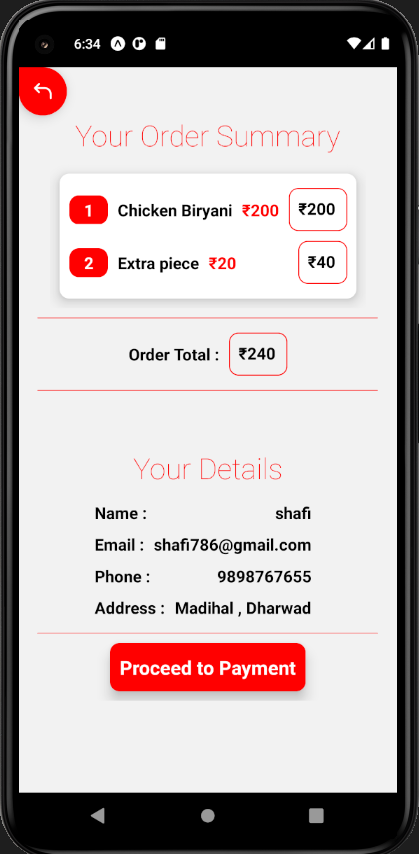 6:34
Your Order Summary
1 Chicken Biryani ₹200 ₹200
2 Extra piece ₹20 ₹40
Order Total : ₹240
Your Details
Name : shafi
Email : shafi786@gmail.com
Phone : 9898767655
Address : Madihal , Dharwad
Proceed to Payment